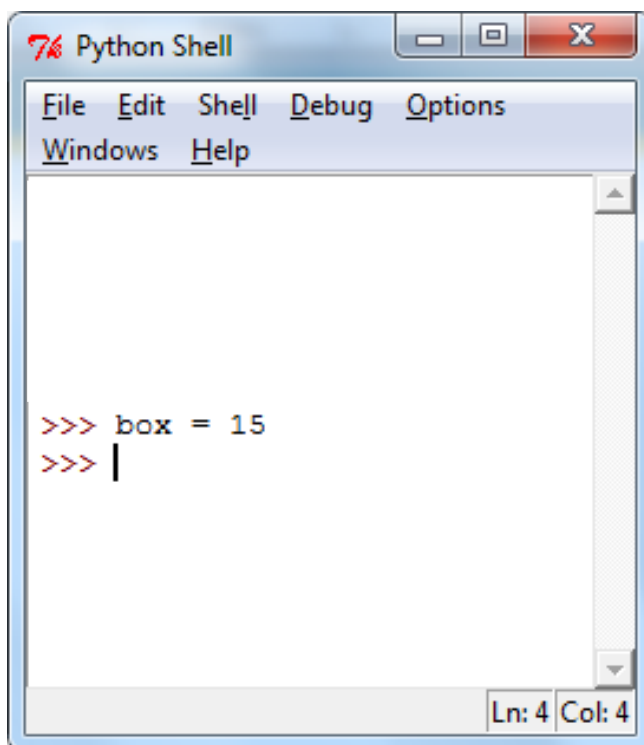 Python Shell
File Edit Shell Debug Options
Windows Help
>>> box = 15
>>>
Ln: 4 Col: 4